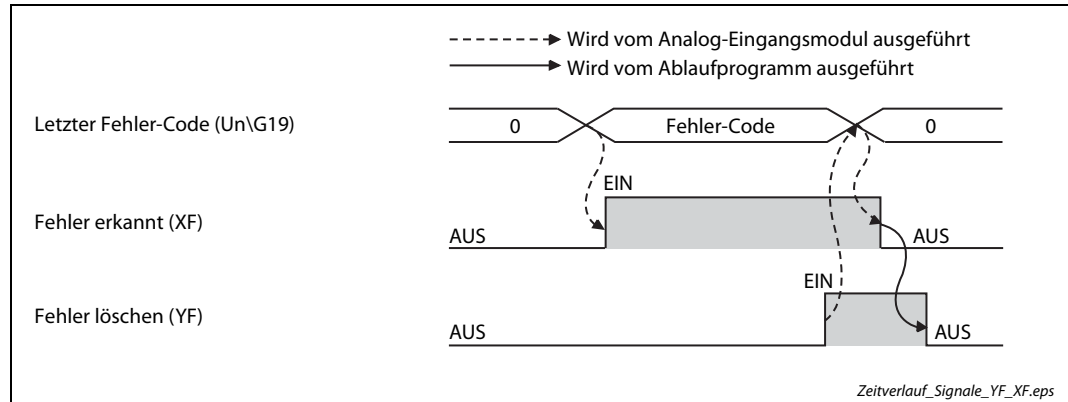 Wird vom Analog-Eingangsmodul ausgeführt
Wird vom Ablaufprogramm ausgeführt
Letzter Fehler-Code (Un\G19)
0
Fehler-Code
0
EIN
Fehler erkannt (XF)
AUS
AUS
EIN
Fehler löschen (YF)
AUS
AUS
Zeitverlauf_Signale_YF_XF.eps